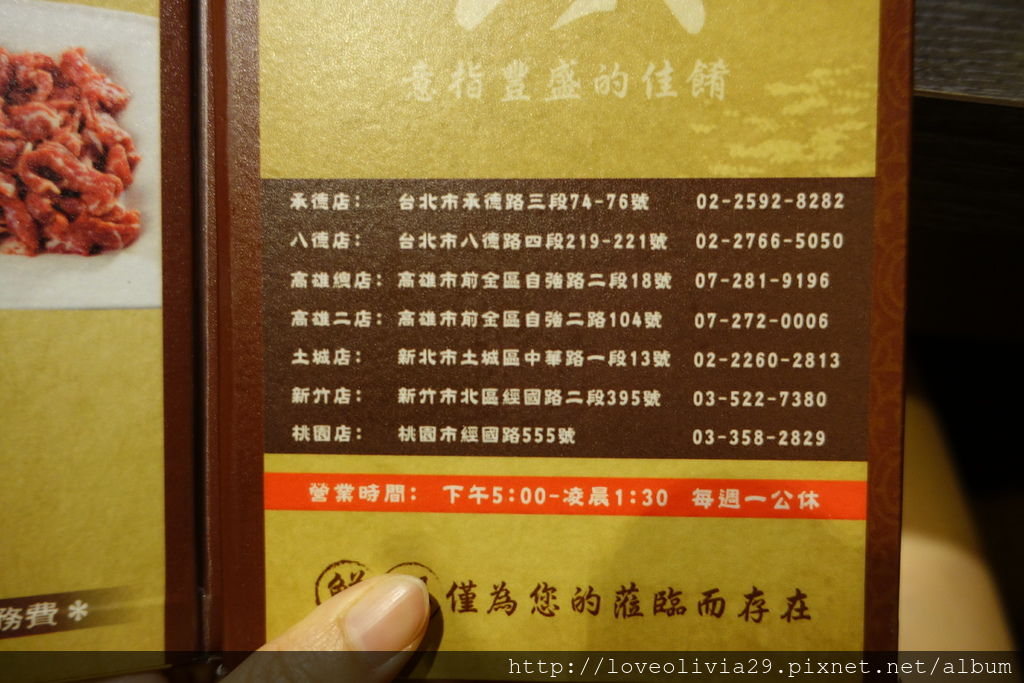 意指豐盛的佳餚
承德店: 台北市承德路三段74-76號 02-2592-8282
八德店: 台北市八德路四段219-221號 02-2766-5050
高雄總店: 高雄市前金區自強路二段18號 07-281-9196
高雄二店: 高雄市前金區自強二路104號 07-272-0006
土城店: 新北市土城區中華路一段13號 02-2260-2813
新竹店: 新竹市北區經國路二段395號 03-522-7380
桃園店: 桃園市經國路555號 03-358-2829
營業時間: 下午5:00-凌晨1:30 每週一公休
僅為您的蒞臨而存在
務費*
http://loveolivia29.pixnet.net/album